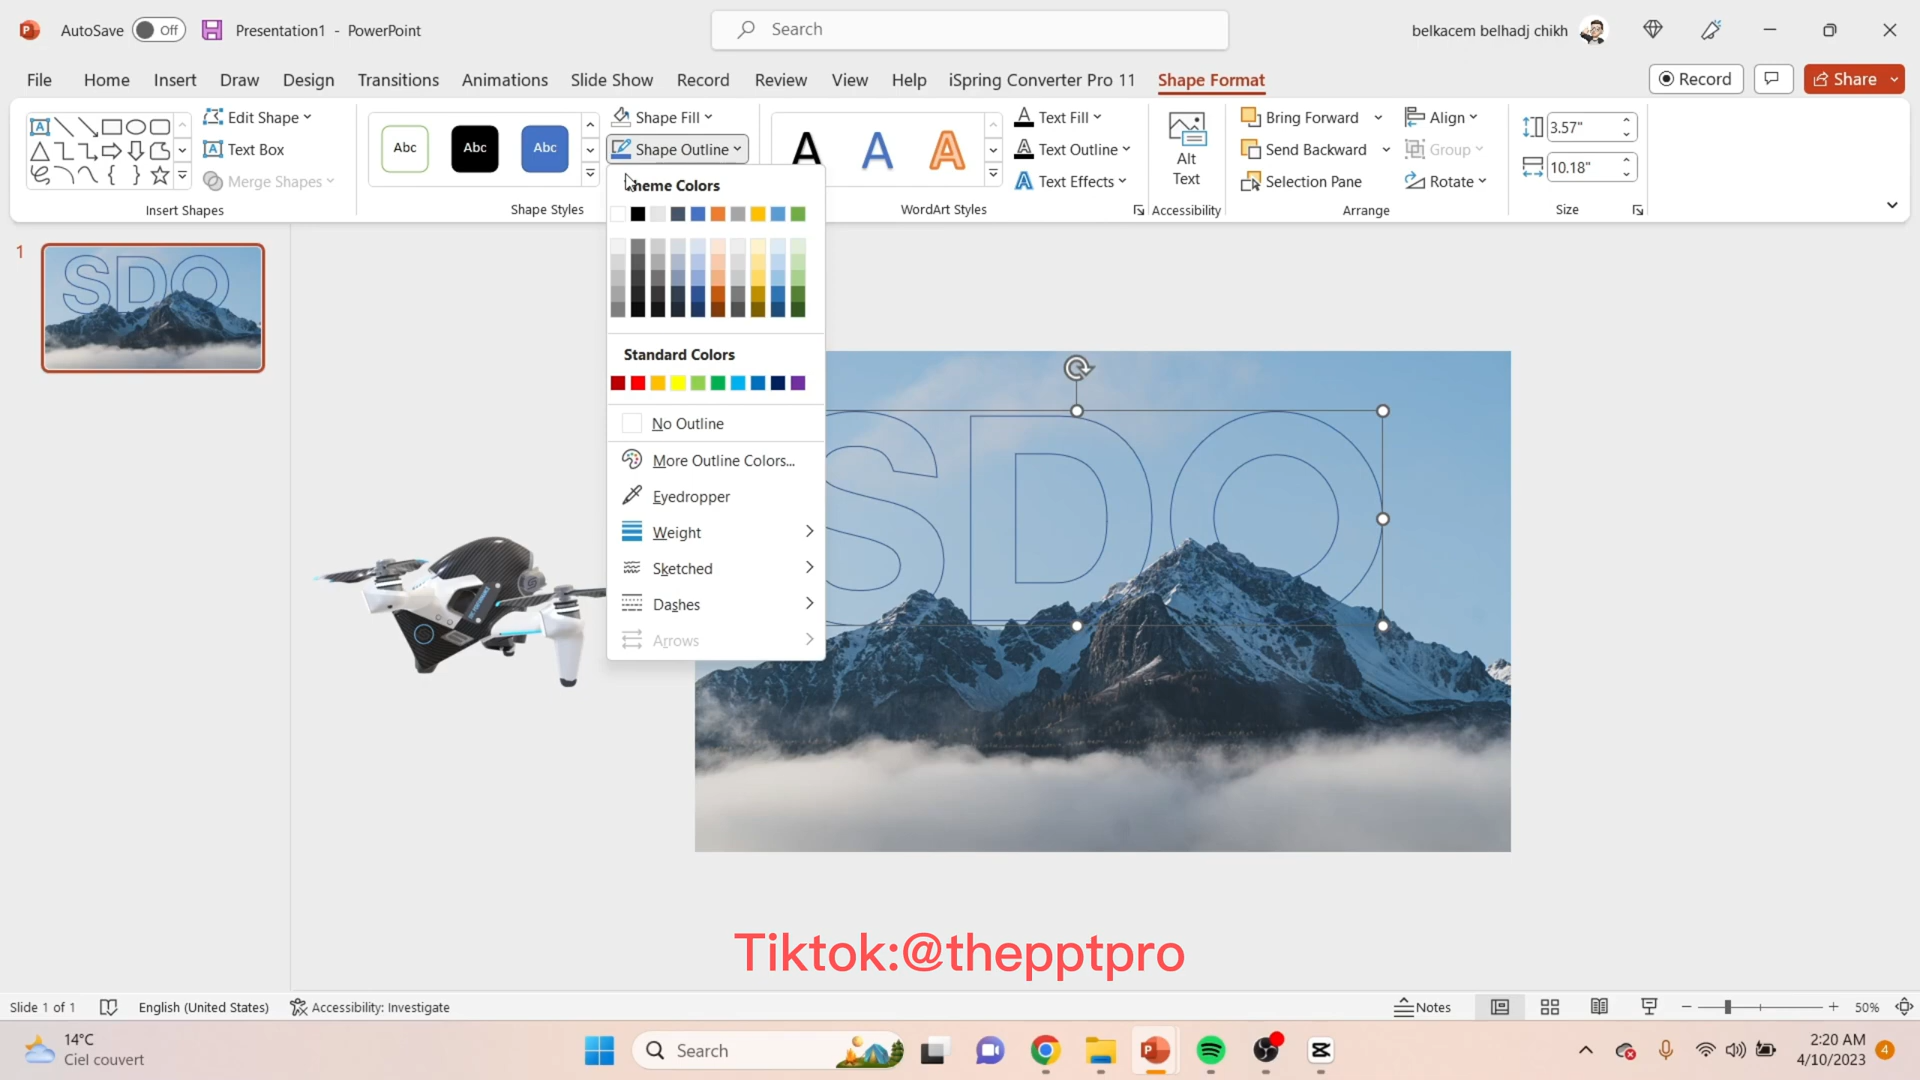 AutoSave Off Presentation1 - PowerPoint Search belkacem belhadj chikh
File Home Insert Draw Design Transitions Animations Slide Show Record Review View Help iSpring Converter Pro 11 Shape Format Record Share
Edit Shape
Text Box
Merge Shapes
Insert Shapes
Abc Abc Abc
Shape Styles
Shape Fill
Shape Outline
A A A
WordArt Styles
Text Fill
Text Outline
Text Effects
Alt
Text
Accessibility
Bring Forward
Send Backward
Selection Pane
Align
Group
Rotate
Arrange
3.57"
10.18"
Size
Theme Colors
Standard Colors
No Outline
More Outline Colors...
Eyedropper
Weight
Sketched
Dashes
Arrows
1
SDO
SDO
Tiktok:@thepptpro
Slide 1 of 1 English (United States) Accessibility: Investigate Notes 50%
14°C
Ciel couvert
Search
2:20 AM
4/10/2023
4